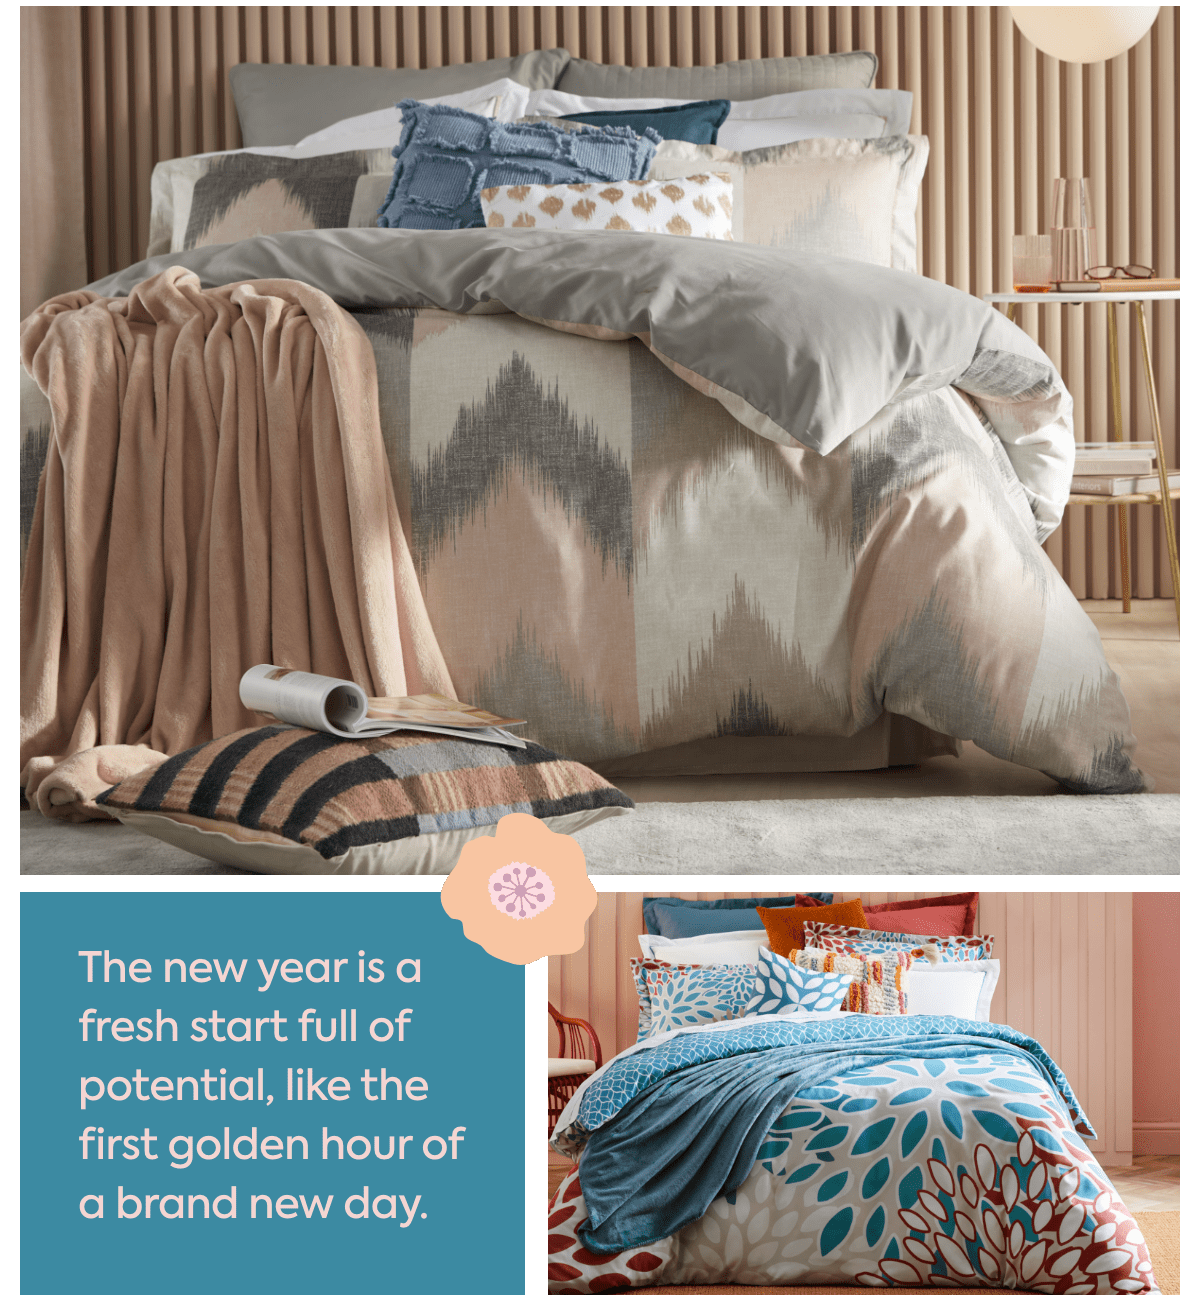 The new year is a
fresh start full of
potential, like the
first golden hour of
a brand new day.